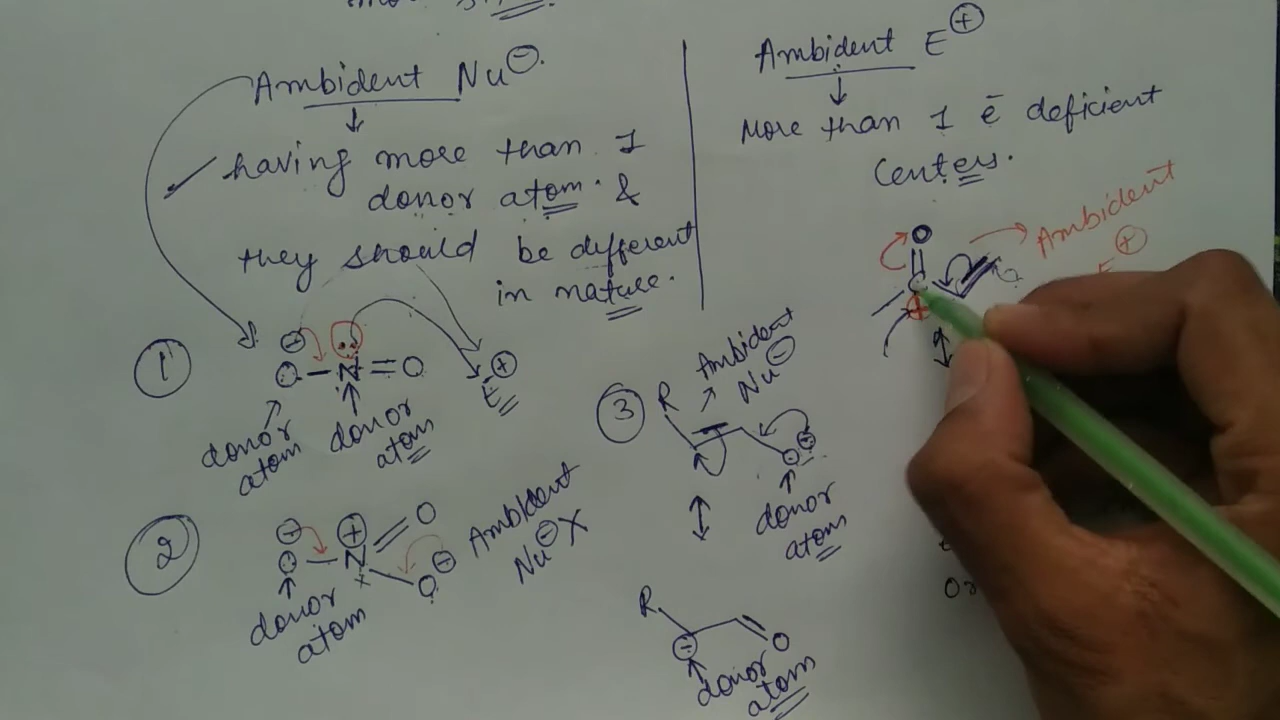 Ambident Nu⊖.
having more than 1
donor atom. &
they should be different
in nature.
1
⊖
O – N̈ = O
donor
atom
donor
atom
E⊕
2
⊖ ⊕ O
O – N
O ⊖
donor
atom
Ambident
Nu⊖ X
3
R
Ambident
Nu⊖
O ⊖
donor
atom
R
⊖ O
donor
atom
Ambident E⊕
More than 1 ē deficient
centers.
O
C
+
Ambident
⊕
Or